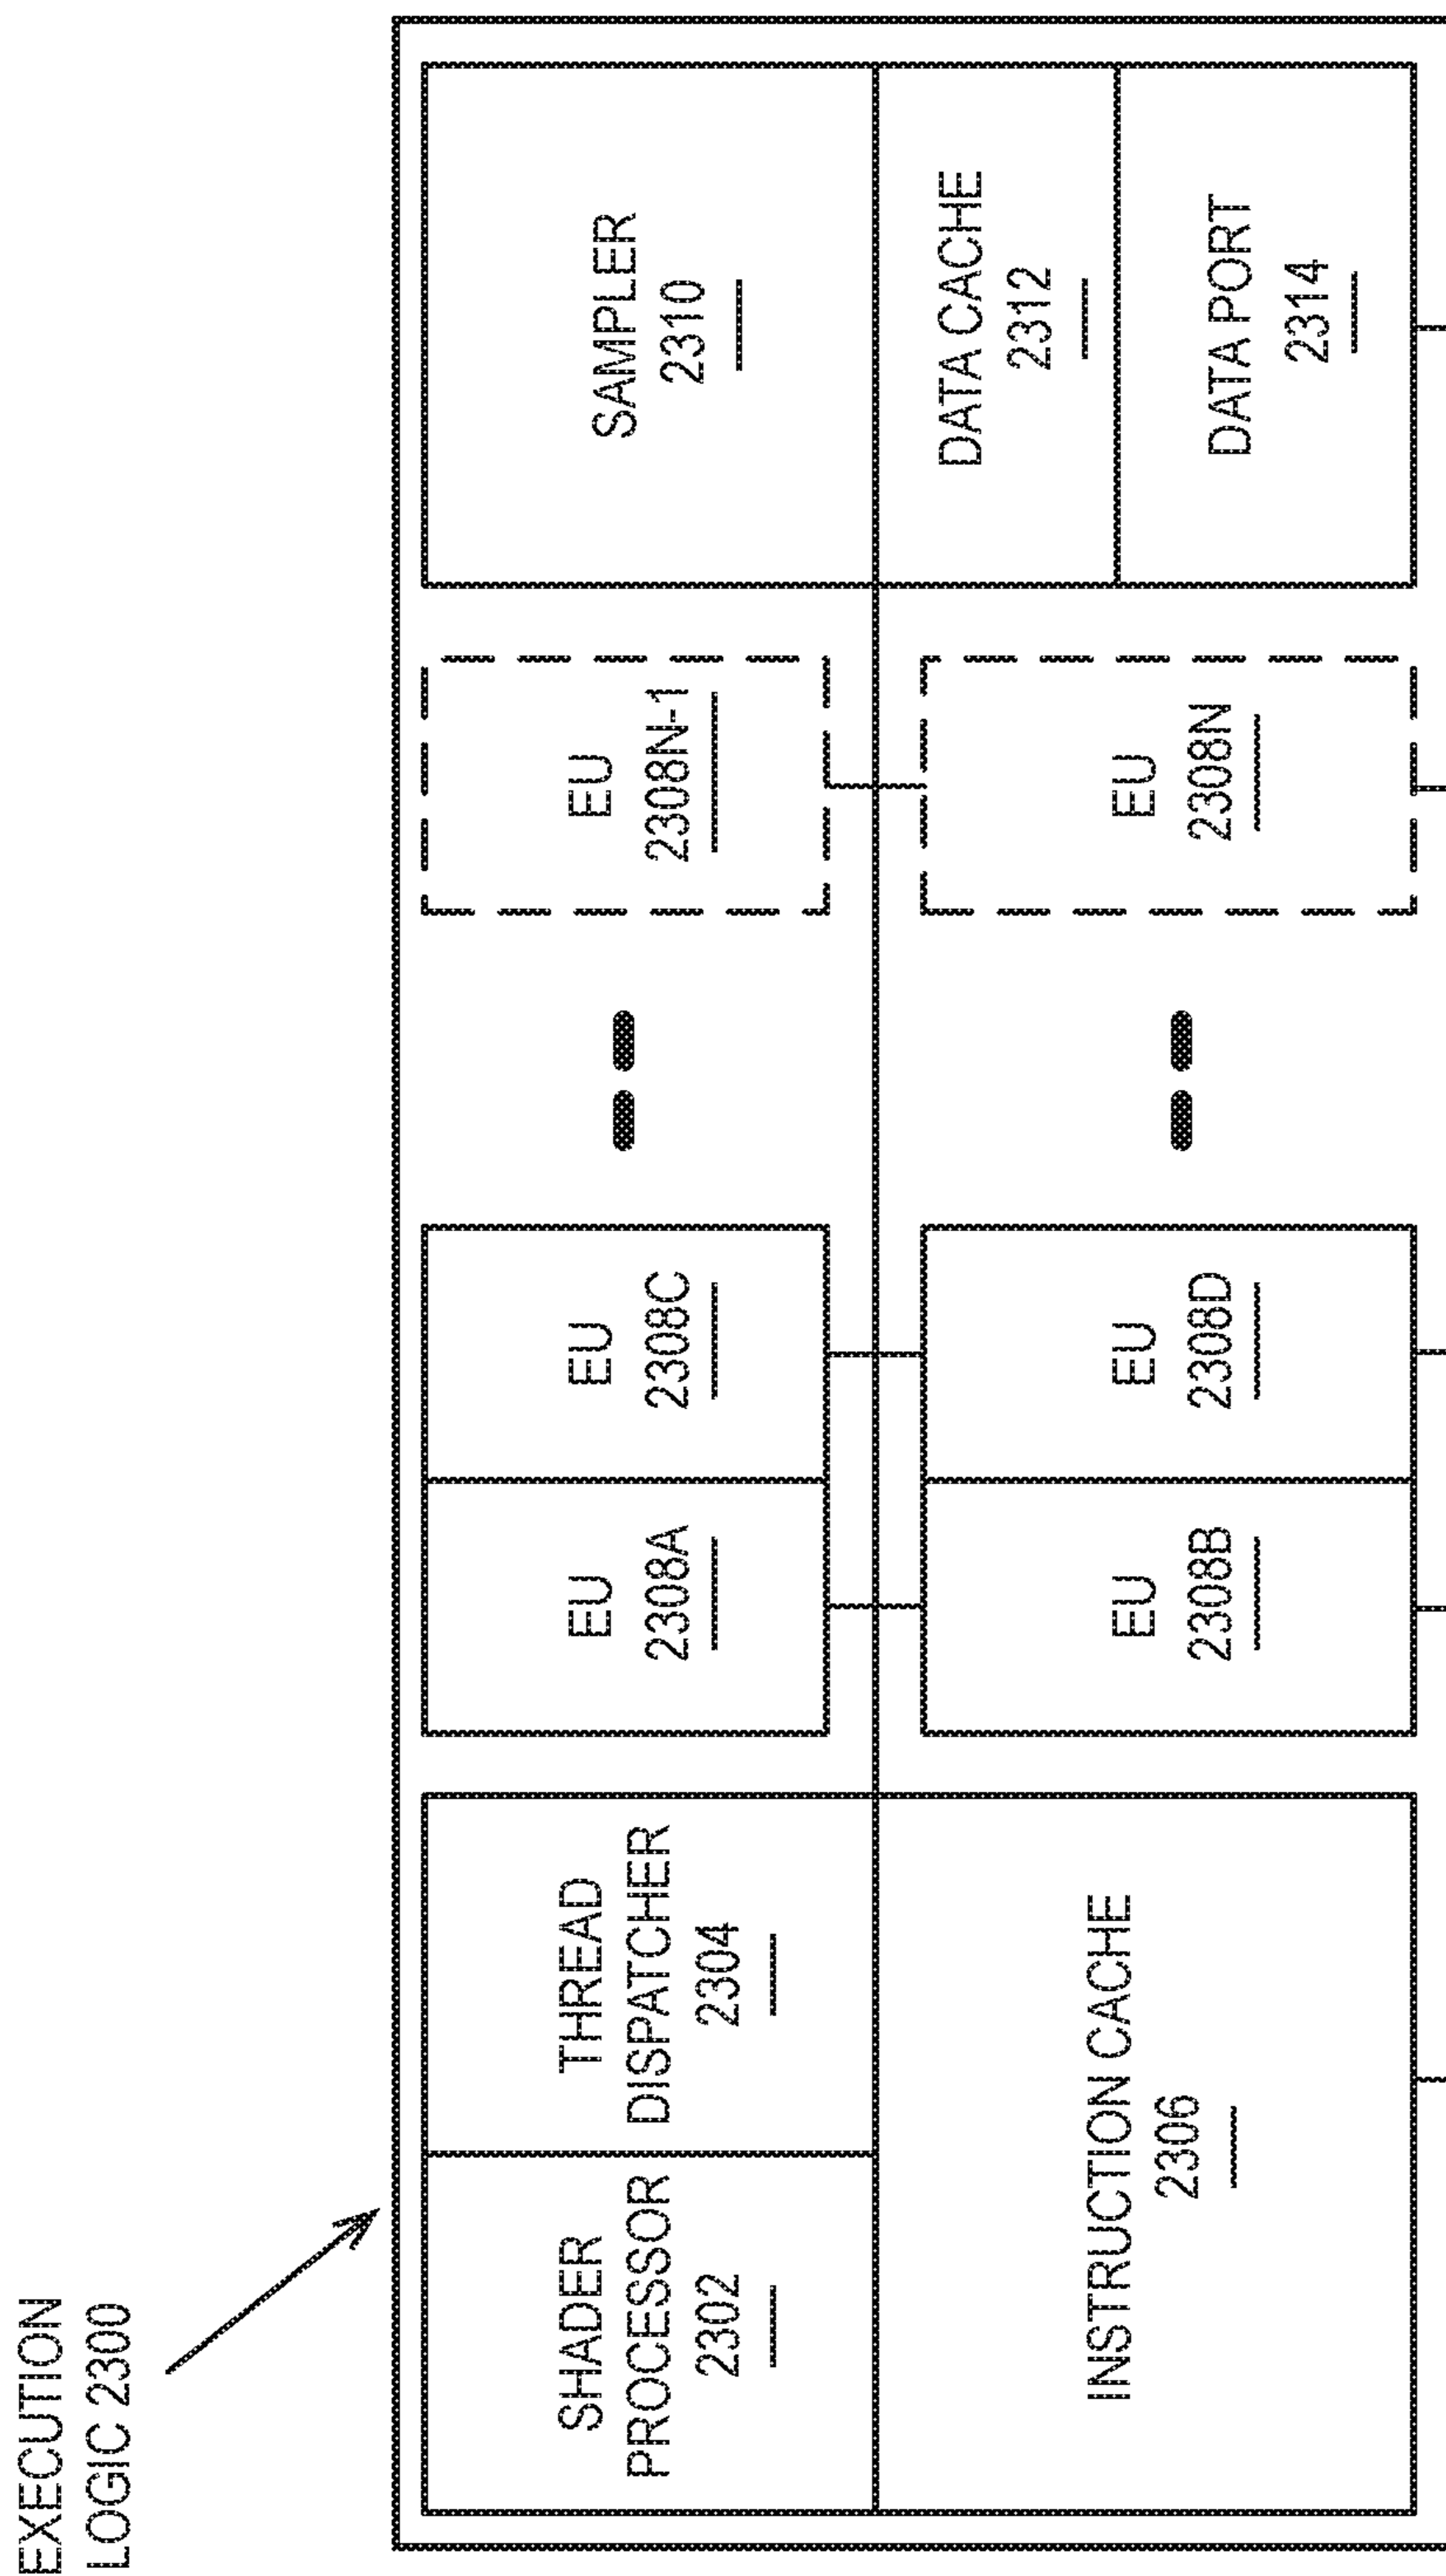 EXECUTION
LOGIC 2300
SHADER
PROCESSOR
2302
THREAD
DISPATCHER
2304
INSTRUCTION CACHE
2306
EU
2308A
EU
2308C
EU
2308B
EU
2308D
EU
2308N-1
EU
2308N
SAMPLER
2310
DATA CACHE
2312
DATA PORT
2314